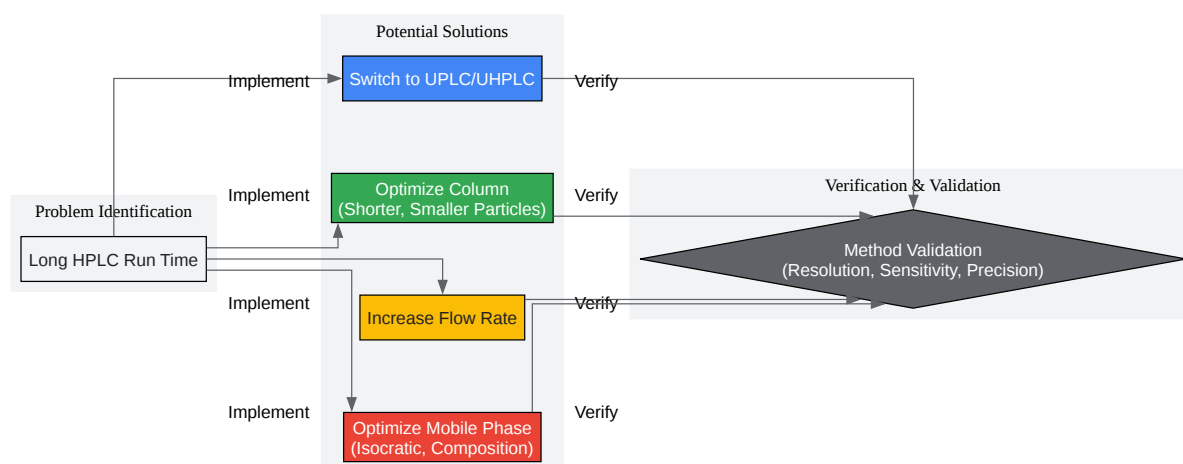 Potential Solutions
Implement
Switch to UPLC/UHPLC
Verify
Implement
Optimize Column
(Shorter, Smaller Particles)
Verify
Verification & Validation
Problem Identification
Long HPLC Run Time
Method Validation
(Resolution, Sensitivity, Precision)
Implement
Increase Flow Rate
Verify
Implement
Optimize Mobile Phase
(Isocratic, Composition)
Verify